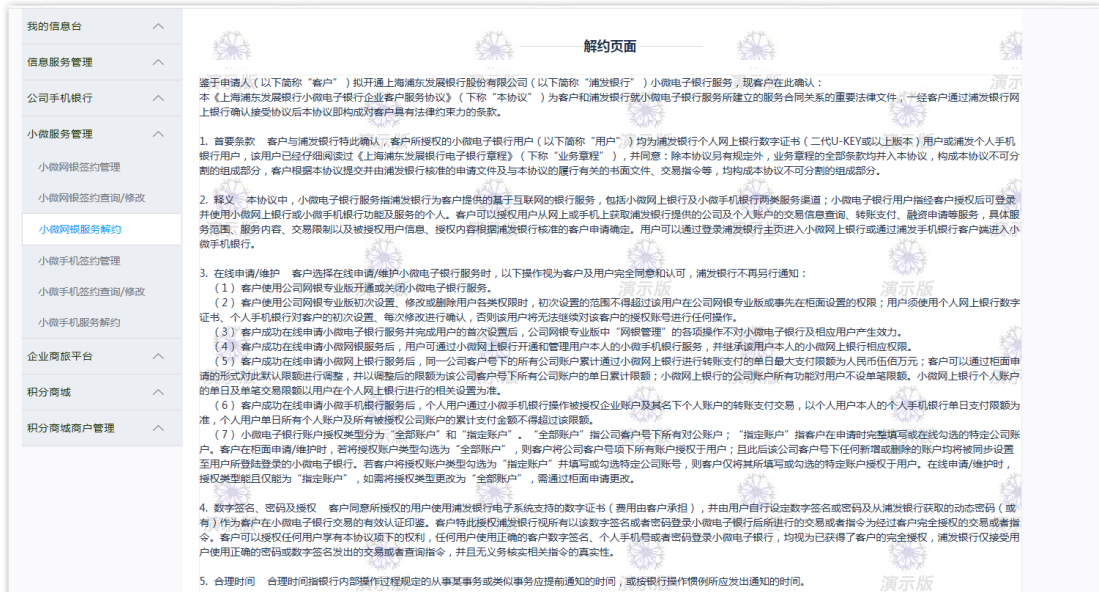 我的信息台
信息服务管理
公司手机银行
小微服务管理
小微网银签约管理
小微网银签约查询/修改
小微网银服务解约
小微手机签约管理
小微手机签约查询/修改
小微手机服务解约
企业商旅平台
积分商城
积分商城商户管理
解约页面
鉴于申请人（以下简称“客户”）拟开通上海浦东发展银行股份有限公司（以下简称“浦发银行”）小微电子银行服务，现客户在此确认：
本《上海浦东发展银行小微电子银行企业客户服务协议》（下称“本协议”）为客户和浦发银行就小微电子银行服务所建立的服务合同关系的重要法律文件，一经客户通过浦发银行网
上银行确认接受协议后本协议即构成对客户具有法律约束力的条款。
1. 首要条款 客户与浦发银行特此确认，客户所授权的小微电子银行用户（以下简称“用户”）均为浦发银行个人网上银行数字证书（二代U-KEY或以上版本）用户或浦发个人手机
银行用户，该用户已经仔细阅读过《上海浦东发展银行电子银行章程》（下称“业务章程”），并同意：除本协议另有规定外，业务章程的全部条款均并入本协议，构成本协议不可分
割的组成部分，客户根据本协议提交并由浦发银行核准的申请文件及与本协议的履行有关的书面文件、交易指令等，均构成本协议不可分割的组成部分。
2. 释义 本协议中，小微电子银行服务指浦发银行为客户提供的基于互联网的银行服务，包括小微网上银行及小微手机银行两类服务渠道；小微电子银行用户指经客户授权后可登录
并使用小微网上银行或小微手机银行功能及服务的个人。客户可以授权用户从网上或手机上获取浦发银行提供的公司及个人账户的交易信息查询、转账支付、融资申请等服务，具体服
务范围、服务内容、交易限制以及被授权用户信息、授权内容根据浦发银行核准的客户申请确定。用户可以通过登录浦发银行主页进入小微网上银行或通过浦发手机银行客户端进入小
微手机银行。
3. 在线申请/维护 客户选择在线申请/维护小微电子银行服务时，以下操作视为客户及用户完全同意和认可，浦发银行不再另行通知：
（1）客户使用公司网银专业版开通或关闭小微电子银行服务。
（2）客户使用公司网银专业版初次设置、修改或删除用户各类权限时，初次设置的范围不得超过该用户在公司网银专业版或事先在柜面设置的权限；用户须使用个人网上银行数字
证书、个人手机银行对客户的初次设置、每次修改进行确认，否则该用户将无法继续对该客户的授权账号进行任何操作。
（3）客户成功在线申请小微电子银行服务并完成用户的首次设置后，公司网银专业版中“网银管理”的各项操作不对小微电子银行及相应用户产生效力。
（4）客户成功在线申请小微网银服务后，用户可通过小微网上银行开通和管理用户本人的小微手机银行服务，并继承该用户本人的小微网上银行相应权限。
（5）客户成功在线申请小微网上银行服务后，同一公司客户号下的所有公司账户累计通过小微网上银行进行转账支付的单日最大支付限额为人民币伍佰万元；客户可以通过柜面申
请的形式对此默认限额进行调整，并以调整后的限额为该公司客户号下所有公司账户的单日累计限额；小微网上银行的公司账户所有功能对用户不设单笔限额。小微网上银行个人账户
的单日及单笔交易限额以用户在个人网上银行进行的相关设置为准。
（6）客户成功在线申请小微手机银行服务后，个人用户通过小微手机银行操作被授权企业账户及其名下个人账户的转账支付交易，以个人用户本人的个人手机银行单日支付限额为
准，个人用户单日所有个人账户及所有被授权公司账户的累计支付金额不得超过该限额。
（7）小微电子银行账户授权类型分为“全部账户”和“指定账户”。“全部账户”指公司客户号下所有对公账户；“指定账户”指客户在申请时完整填写或在线勾选的特定公司账
户。客户在柜面申请/维护时，若将授权账户类型勾选为“全部账户”，则客户将公司客户号项下所有账户授权于用户；且此后该公司客户号下任何新增或删除的账户均将被同步设置
至用户所登陆登录的小微电子银行。若客户将授权账户类型勾选为“指定账户”并填写或勾选特定公司账号，则客户仅将其所填写或勾选的特定账户授权于用户。在线申请/维护时，
授权类型能且仅能为“指定账户”，如需将授权类型更改为“全部账户”，需通过柜面申请更改。
4. 数字签名、密码及授权 客户同意所授权的用户使用浦发银行电子系统支持的数字证书（费用由客户承担），并由用户自行设定数字签名或密码及从浦发银行获取的动态密码（或
有）作为客户在小微电子银行交易的有效认证印鉴。客户特此授权浦发银行视所有以该数字签名或者密码登录小微电子银行后所进行的交易或者指令为经过客户完全授权的交易或者指
令。客户可以授权任何用户享有本协议项下的权利，任何用户使用正确的客户数字签名、个人手机号或者密码登录小微电子银行，均视为已获得了客户的完全授权，浦发银行仅接受用
户使用正确的密码或数字签名发出的交易或者查询指令，并且无义务核实相关指令的真实性。
5. 合理时间 合理时间指银行内部操作过程规定的从事某事务或类似事务应提前通知的时间，或按银行操作惯例所应发出通知的时间。